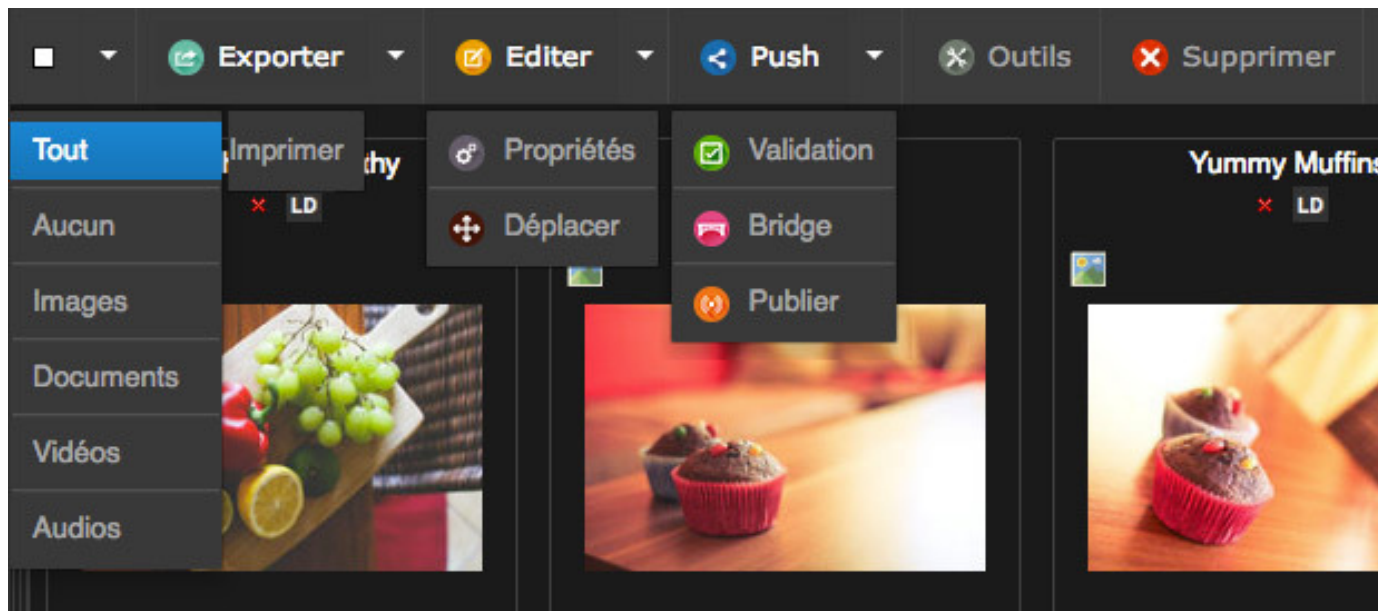 Exporter
Editer
Push
Outils
Supprimer
Tout
Imprimer
Propriétés
Validation
Yummy Muffins
LD
LD
Aucun
Déplacer
Bridge
Images
Publier
Documents
Vidéos
Audios